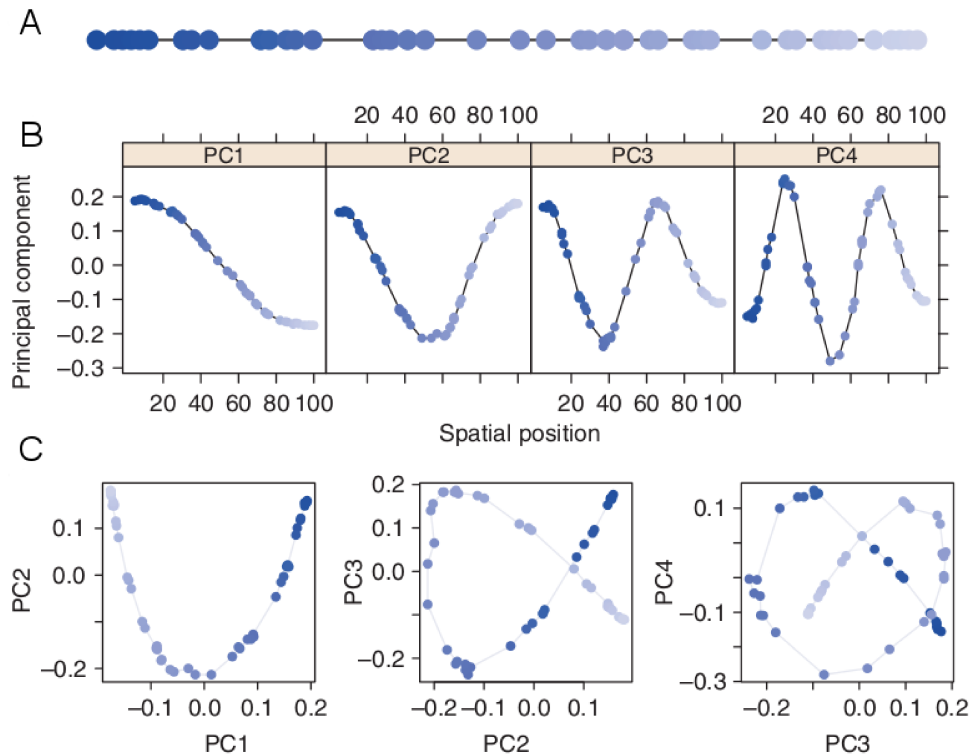 A
B
20 40 60 80 100 20 40 60 80 100
PC1 PC2 PC3 PC4
Principal component
0.2
0.1
0.0
−0.1
−0.2
−0.3
20 40 60 80 100 20 40 60 80 100
Spatial position
C
PC2
0.1
0.0
−0.2
−0.1 0.0 0.1 0.2
PC1
PC3
0.2
0.1
0.0
−0.2
−0.2 −0.1 0.0 0.1
PC2
PC4
0.1
−0.1
−0.3
−0.2 0.0 0.1 0.2
PC3